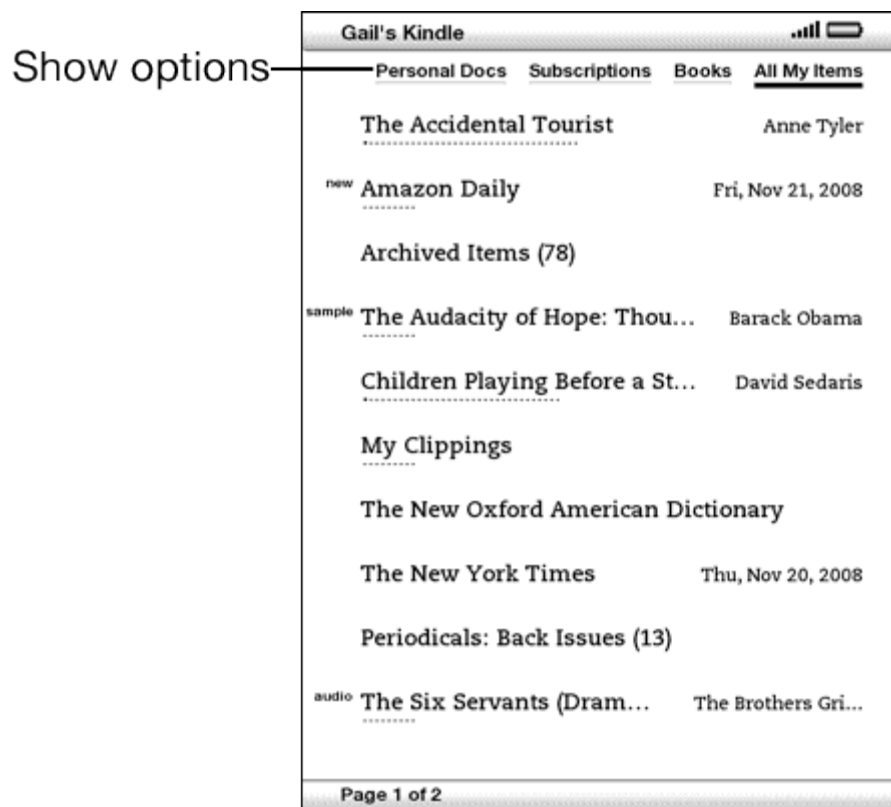 Gail's Kindle
Show options
Personal Docs Subscriptions Books All My Items
The Accidental Tourist Anne Tyler
new Amazon Daily Fri, Nov 21, 2008
Archived Items (78)
sample The Audacity of Hope: Thou... Barack Obama
Children Playing Before a St... David Sedaris
My Clippings
The New Oxford American Dictionary
The New York Times Thu, Nov 20, 2008
Periodicals: Back Issues (13)
audio The Six Servants (Dram... The Brothers Gri...
Page 1 of 2